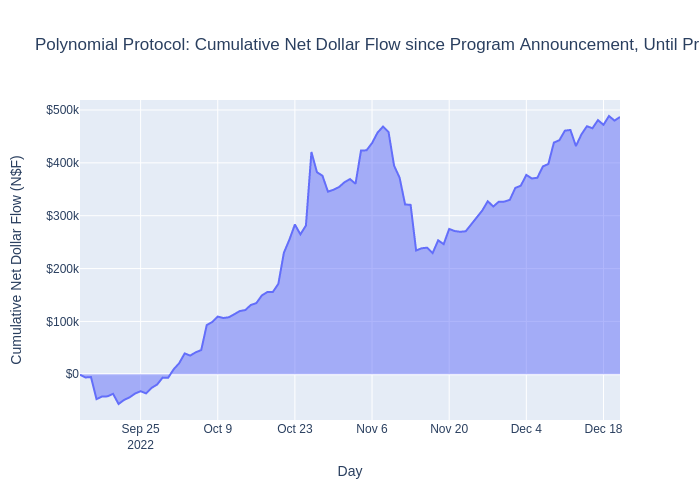 Polynomial Protocol: Cumulative Net Dollar Flow since Program Announcement, Until
$500k
$400k
$300k
$200k
$100k
$0
Cumulative Net Dollar Flow (N$F)
Sep 25
2022
Oct 9
Oct 23
Nov 6
Nov 20
Dec 4
Dec 18
Day